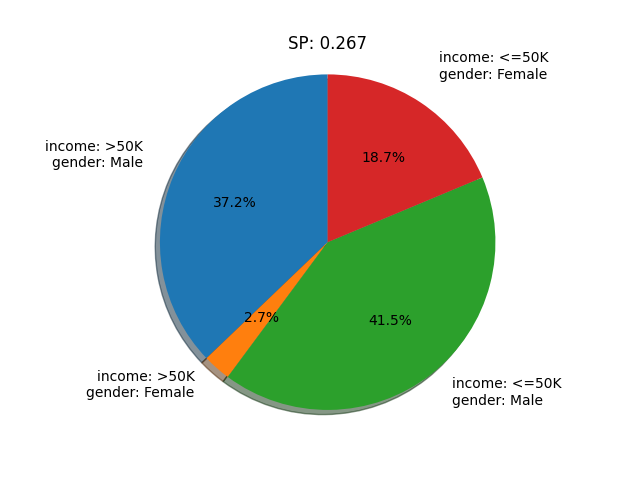 SP: 0.267
income: <=50K
gender: Female
income: >50K
gender: Male
18.7%
37.2%
2.7%
41.5%
income: >50K
gender: Female
income: <=50K
gender: Male